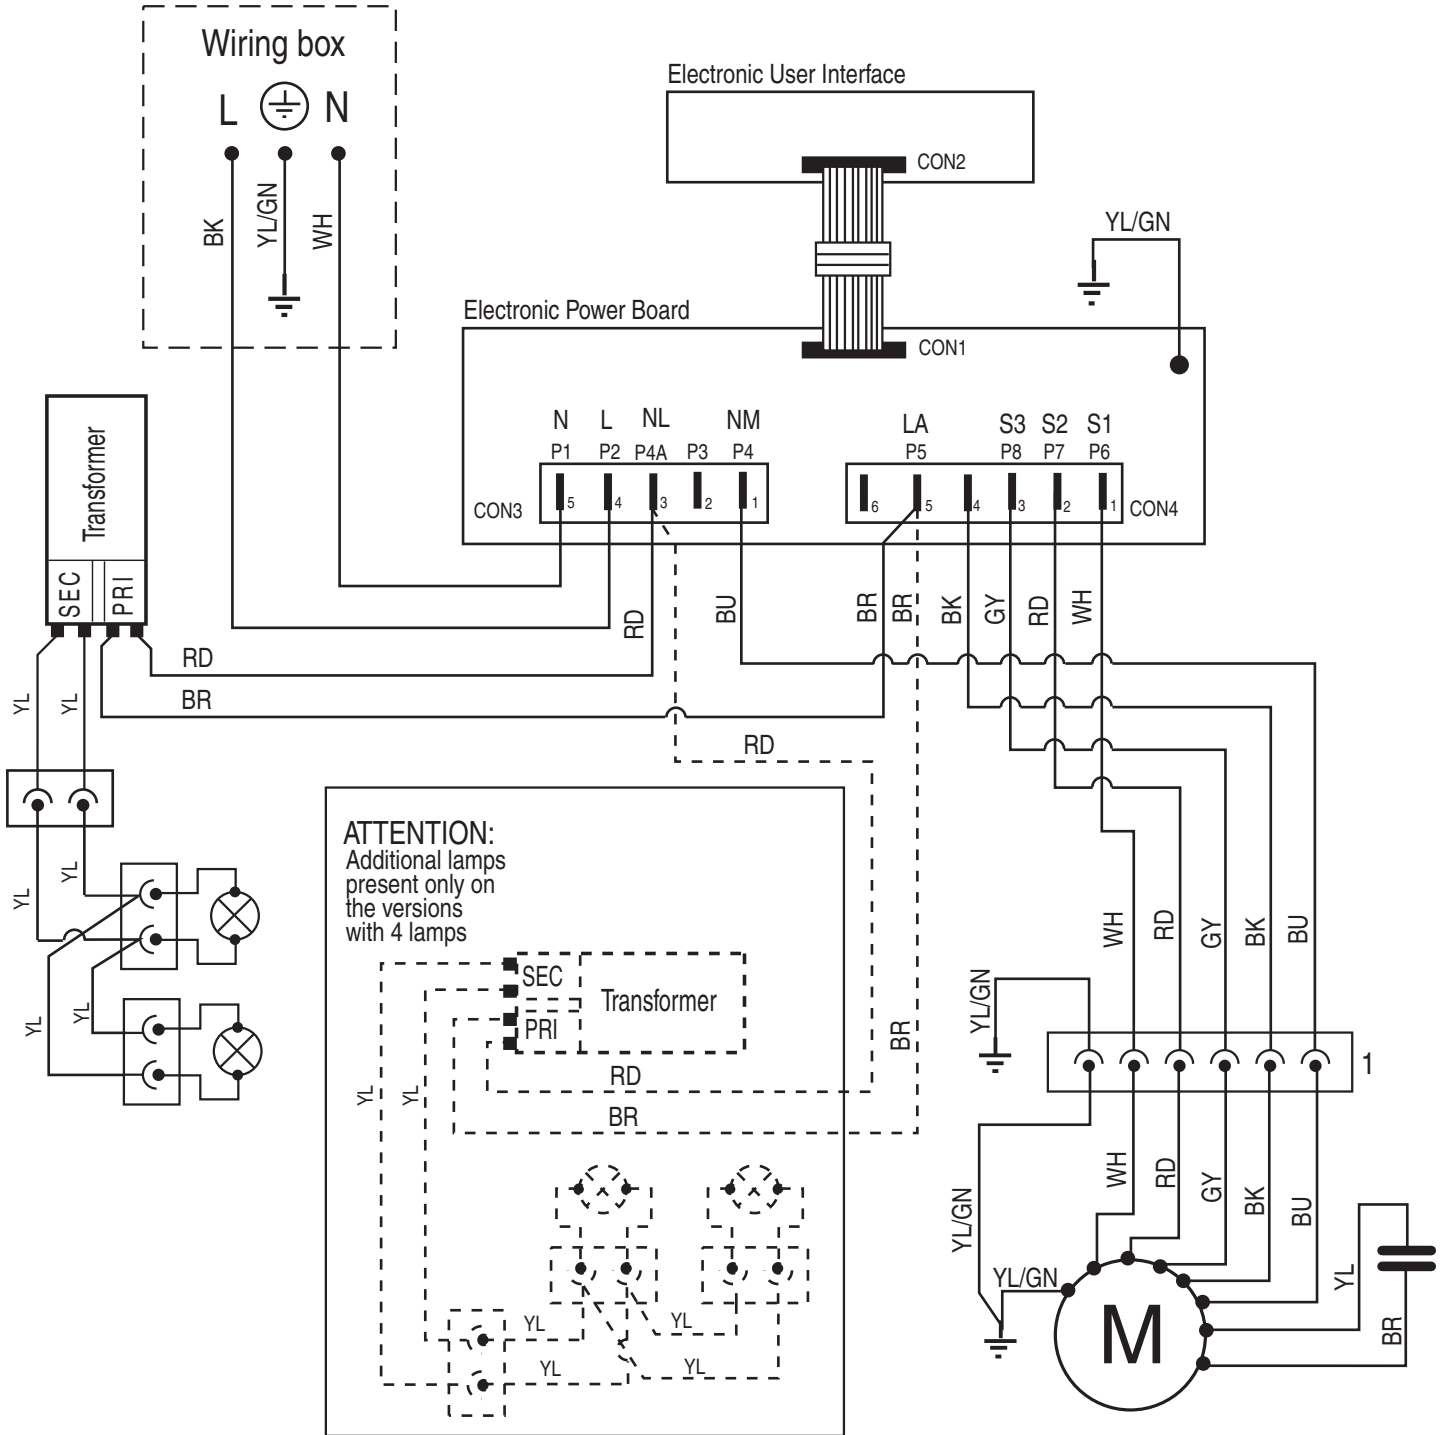 Wiring box
L N
BK
YL/GN
WH
Electronic User Interface
CON2
YL/GN
Electronic Power Board
CON1
N L NL NM
P1 P2 P4A P3 P4
CON3
5 4 3 2 1
LA S3 S2 S1
P5 P8 P7 P6
6 5 4 3 2 1
CON4
Transformer
SEC
PRI
RD
BR
RD
BU
BR
BR
BK
GY
RD
WH
YL
YL
RD
YL
YL
YL
YL
ATTENTION:
Additional lamps
present only on
the versions
with 4 lamps
SEC
PRI
Transformer
RD
BR
BR
YL
YL
YL
YL
YL
YL
WH
RD
GY
BK
BU
YL/GN
1
WH
RD
GY
BK
BU
YL/GN
YL/GN
M
YL
BR